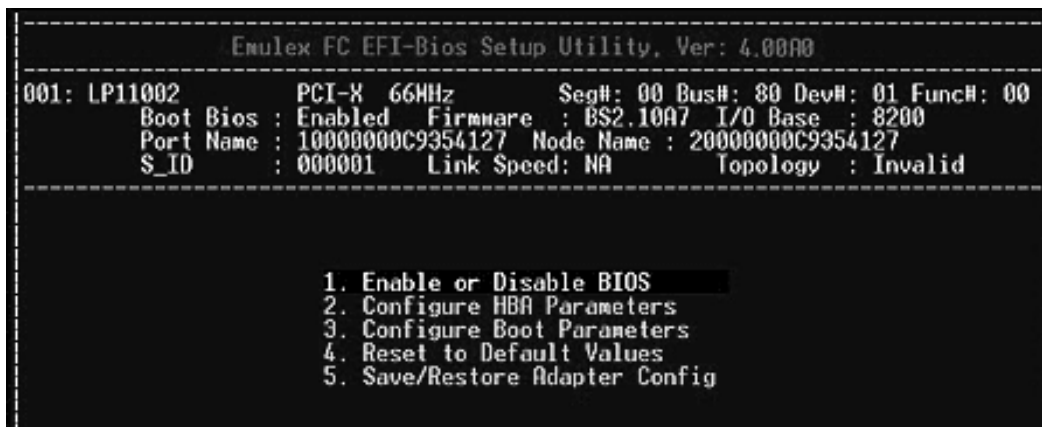 Emulex FC EFI-Bios Setup Utility, Ver: 4.00A0
001: LP11002 PCI-X 66MHz Seg#: 00 Bus#: 80 Dev#: 01 Func#: 00
Boot Bios : Enabled Firmware : BS2.10A7 I/O Base : 8200
Port Name : 10000000C9354127 Node Name : 20000000C9354127
S_ID : 000001 Link Speed: NA Topology : Invalid
1. Enable or Disable BIOS
2. Configure HBA Parameters
3. Configure Boot Parameters
4. Reset to Default Values
5. Save/Restore Adapter Config